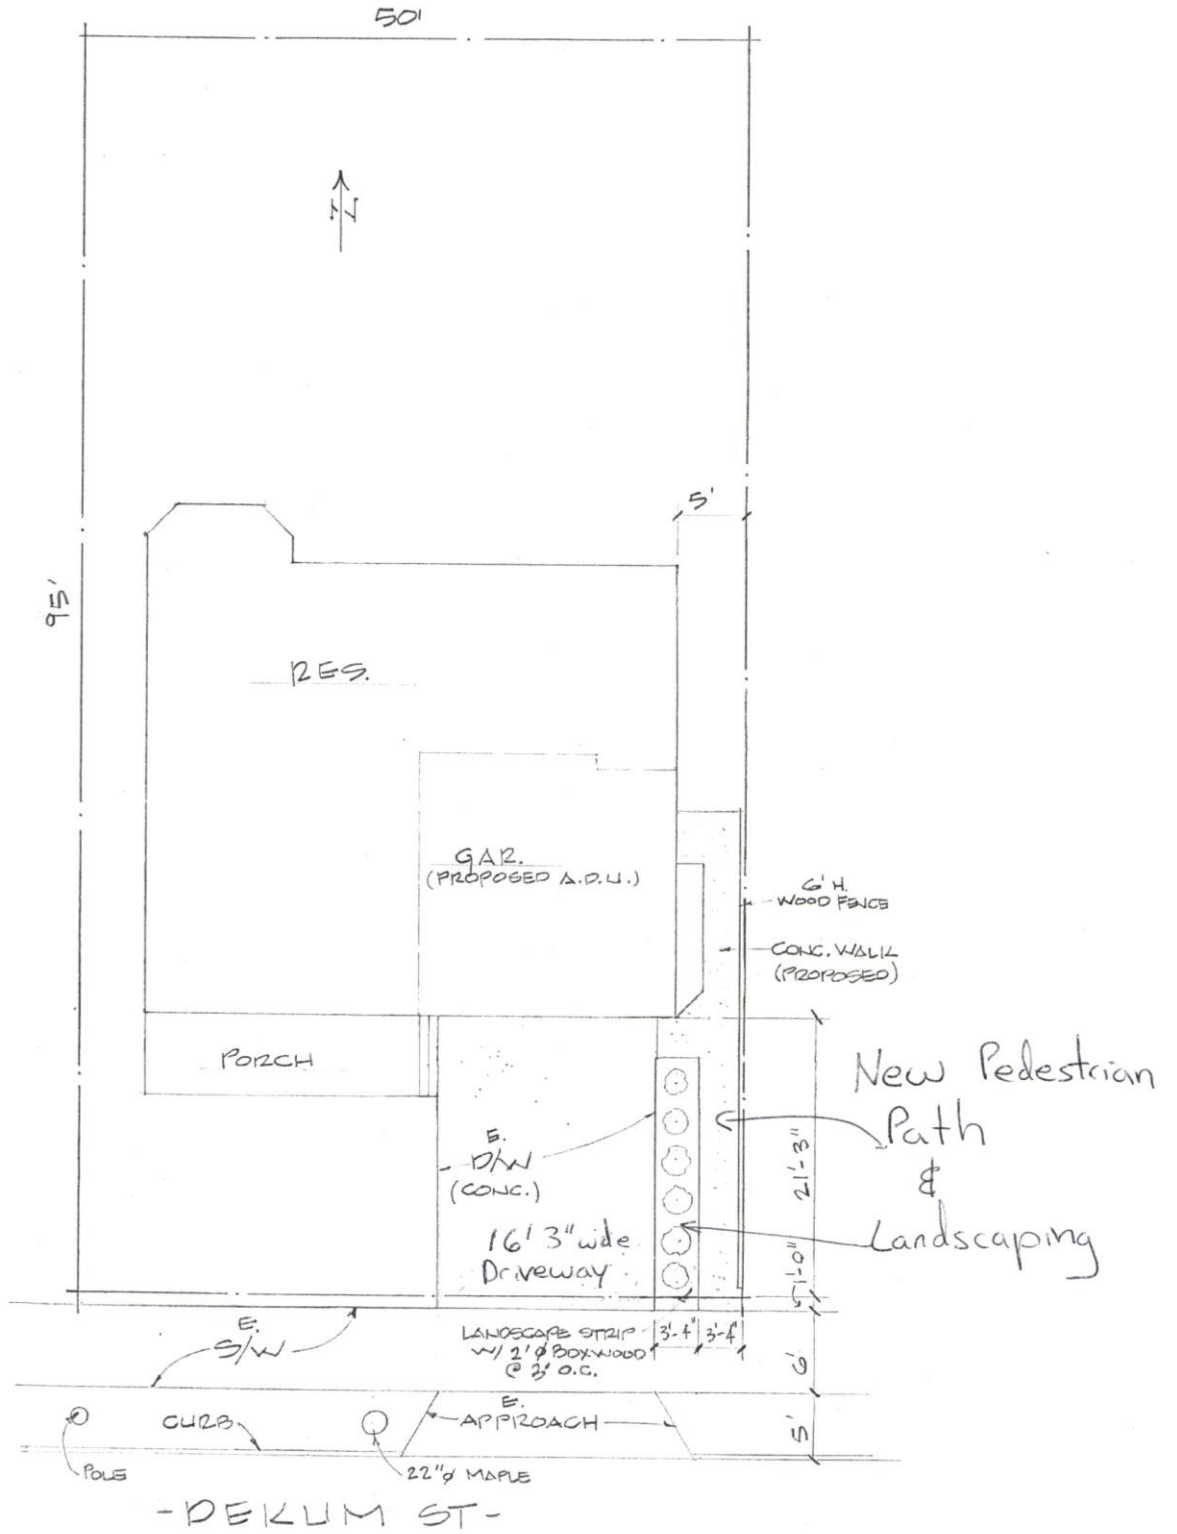 50'
N
5'
95'
RES.
GAR.
(PROPOSED A.D.U.)
6' H.
WOOD FENCE
CONC. WALK
(PROPOSED)
PORCH
New Pedestrian
Path
&
Landscaping
E.
D/W
(CONC.)
21'-3"
16' 3" wide
Driveway
1'-0"
E.
S/W
LANDSCAPE STRIP
W/ 2' Ø BOXWOOD
O.C.
3'-4"
3'-4"
6'
E.
APPROACH
CURB
5'
POLE
22"Ø MAPLE
-DEKUM ST-